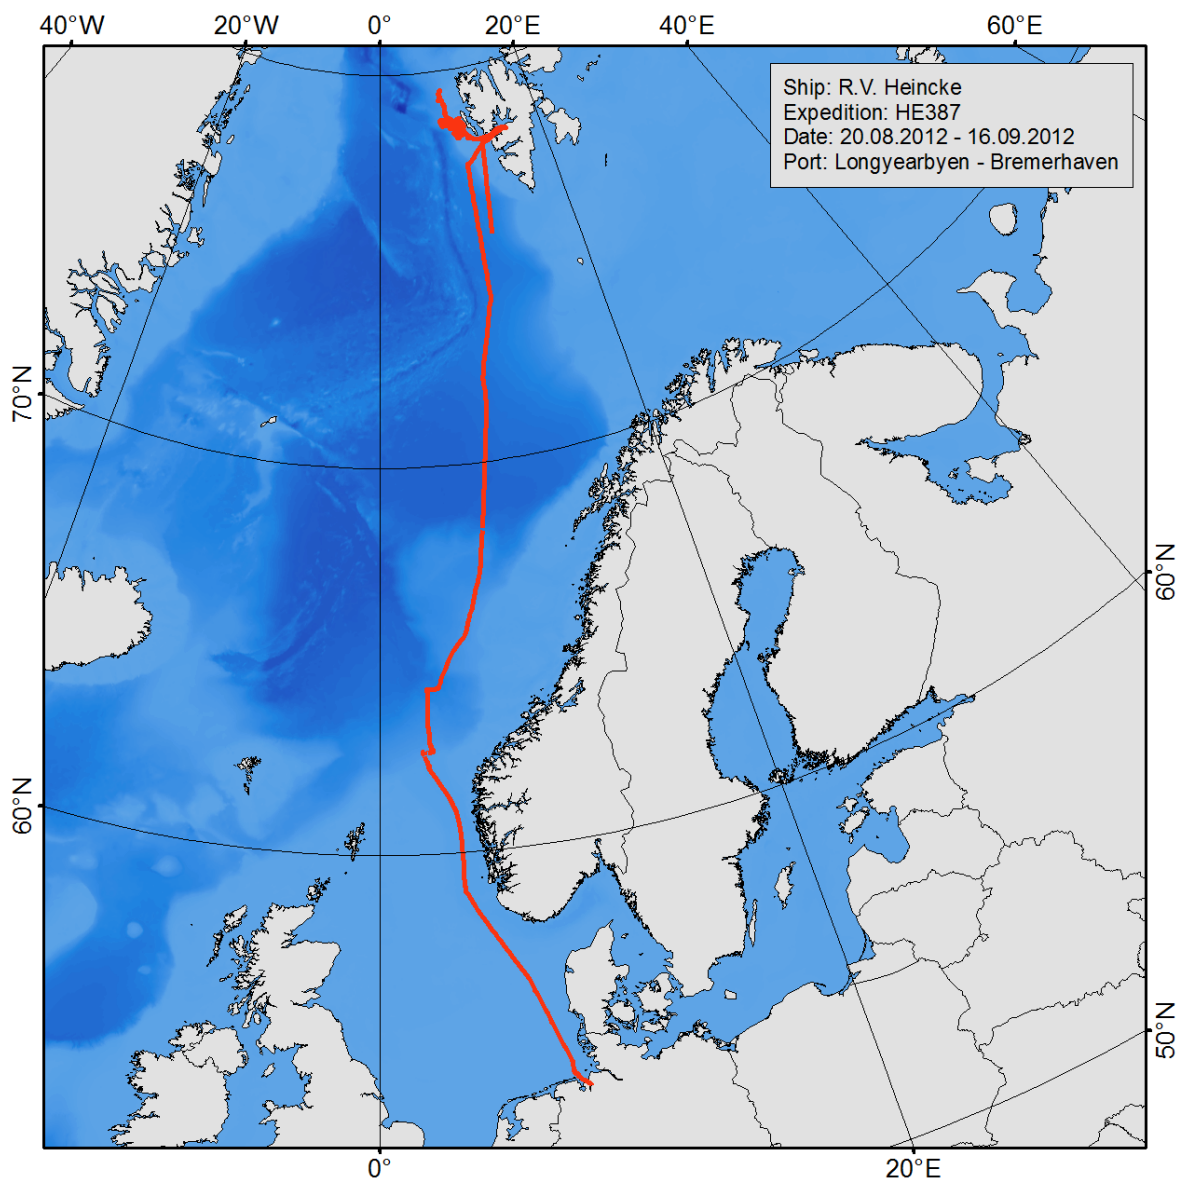 40°W 20°W 0° 20°E 40°E 60°E
Ship: R.V. Heincke
Expedition: HE387
Date: 20.08.2012 - 16.09.2012
Port: Longyearbyen - Bremerhaven
70°N
60°N
60°N
50°N
0° 20°E